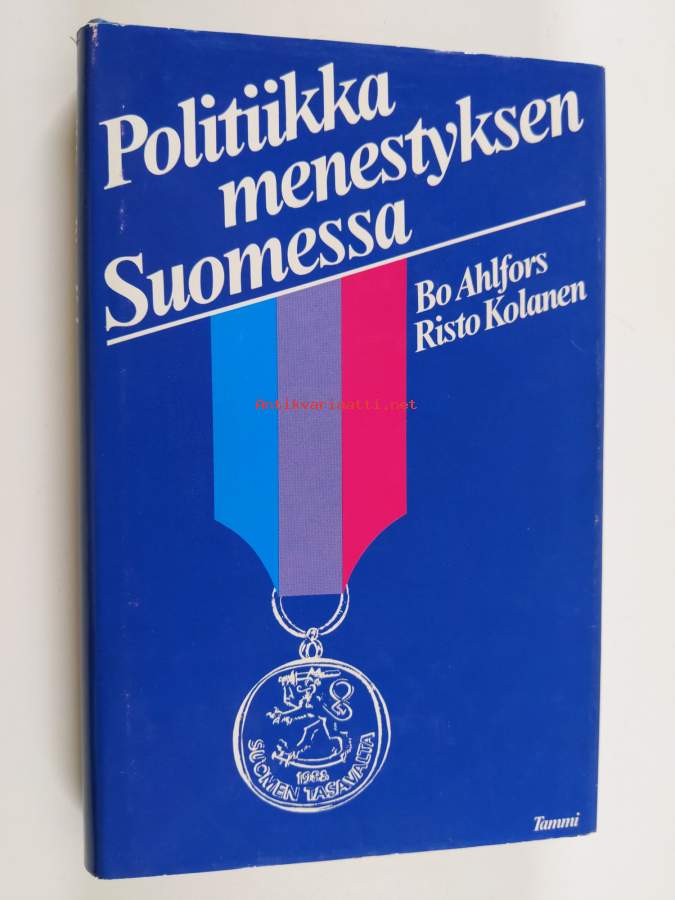 Politiikka
menestyksen
Suomessa
Bo Ahlfors
Risto Kolanen
Antikvariaatti.net
1988
SUOMEN TASAVALTA
Tammi